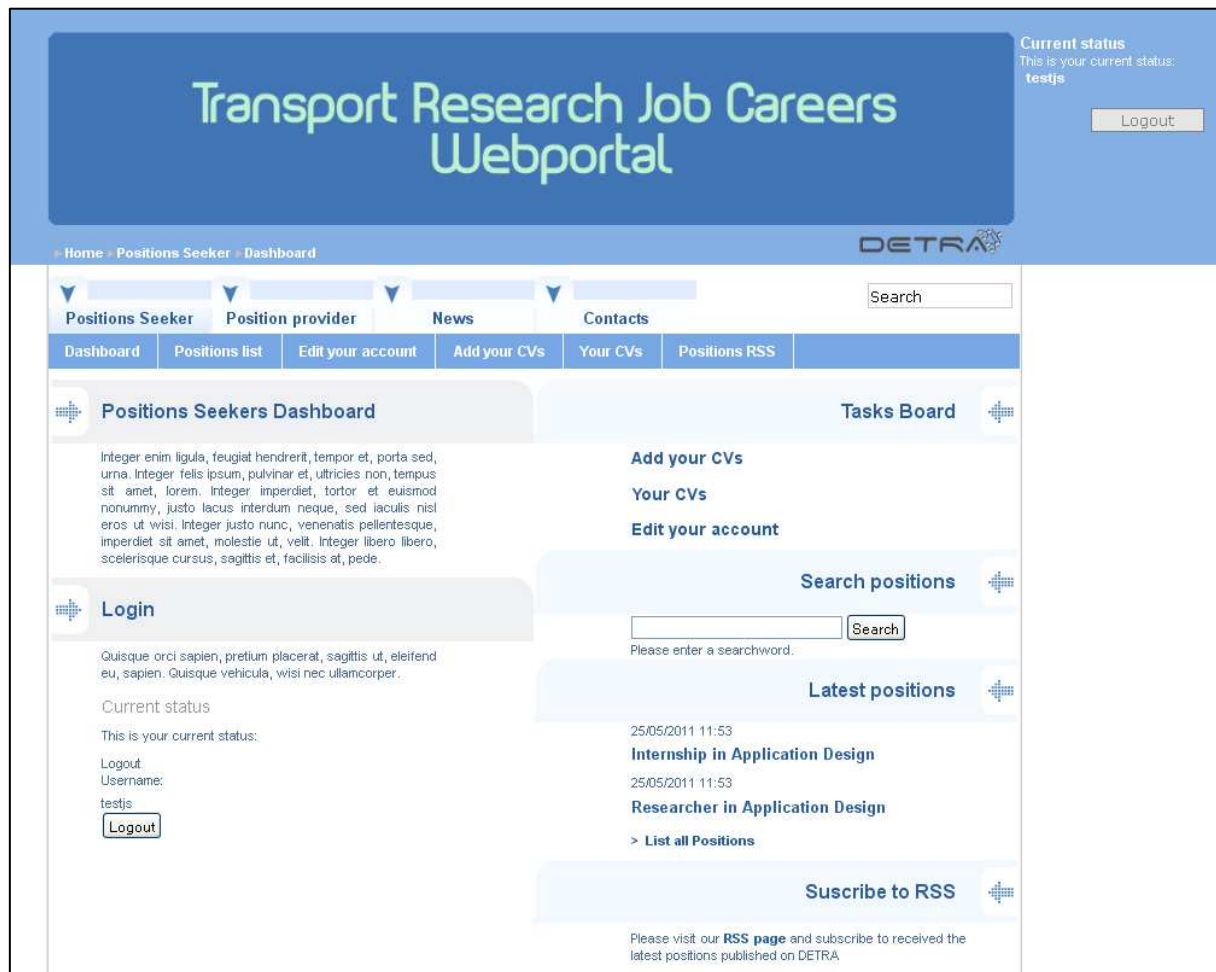 Transport Research Job Careers
Webportal
Current status
This is your current status:
testjs
Logout
Home Positions Seeker Dashboard
DETRA
Positions Seeker Position provider News Contacts
Search
Dashboard Positions list Edit your account Add your CVs Your CVs Positions RSS
Positions Seekers Dashboard
Integer enim ligula, feugiat hendrerit, tempor et, porta sed,
urna. Integer felis ipsum, pulvinar et, ultricies non, tempus
sit amet, lorem. Integer imperdiet, tortor et euismod
nonummy, justo lacus interdum neque, sed iaculis nisl
eros ut wisi. Integer justo nunc, venenatis pellentesque,
imperdiet sit amet, molestie ut, velit. Integer libero libero,
scelerisque cursus, sagittis et, facilisis at, pede.
Login
Quisque orci sapien, pretium placerat, sagittis ut, eleifend
eu, sapien. Quisque vehicula, wisi nec ullamcorper.
Current status
This is your current status:
Logout
Username:
testjs
Logout
Tasks Board
Add your CVs
Your CVs
Edit your account
Search positions
Search
Please enter a searchword.
Latest positions
25/05/2011 11:53
Internship in Application Design
25/05/2011 11:53
Researcher in Application Design
> List all Positions
Suscribe to RSS
Please visit our RSS page and subscribe to received the
latest positions published on DETRA